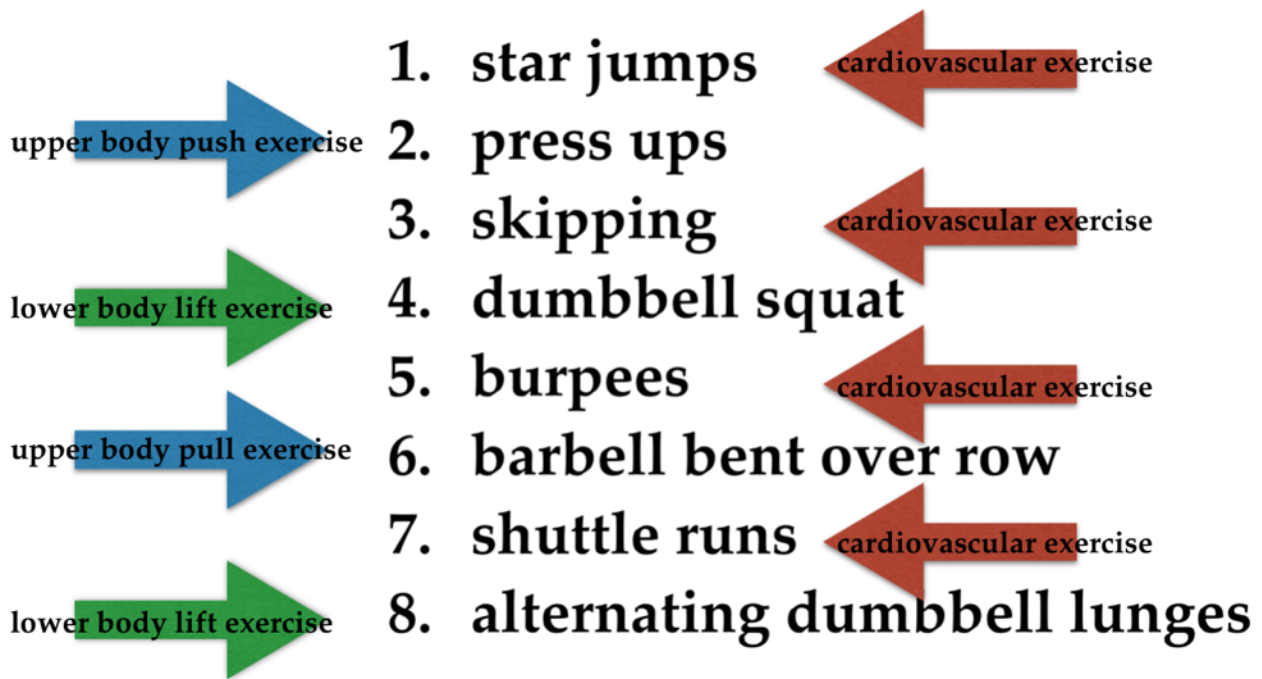 1. star jumps
cardiovascular exercise
upper body push exercise
2. press ups
3. skipping
cardiovascular exercise
lower body lift exercise
4. dumbbell squat
5. burpees
cardiovascular exercise
upper body pull exercise
6. barbell bent over row
7. shuttle runs
cardiovascular exercise
lower body lift exercise
8. alternating dumbbell lunges